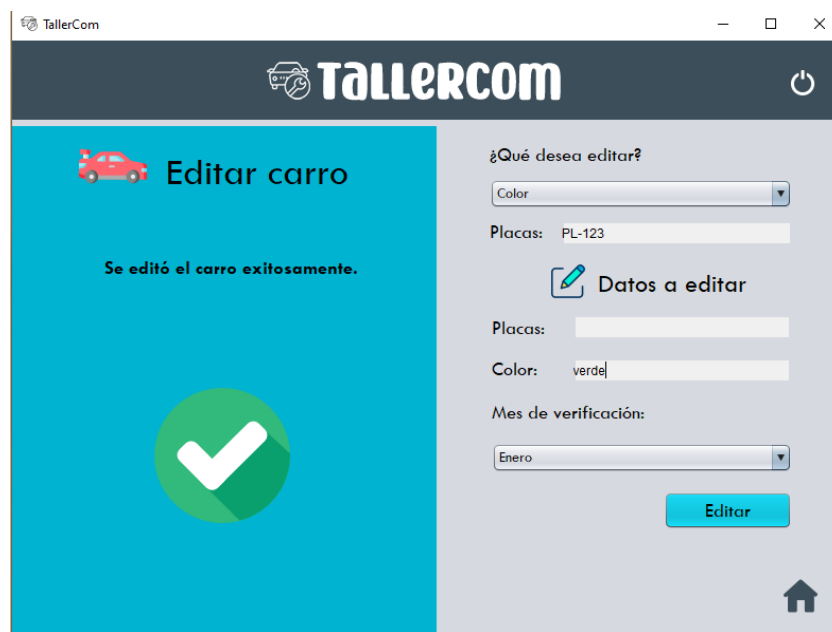 TallerCom
TALLERCOM
Editar carro
Se editó el carro exitosamente.
¿Qué desea editar?
Color
Placas: PL-123
Datos a editar
Placas:
Color: verde
Mes de verificación:
Enero
Editar